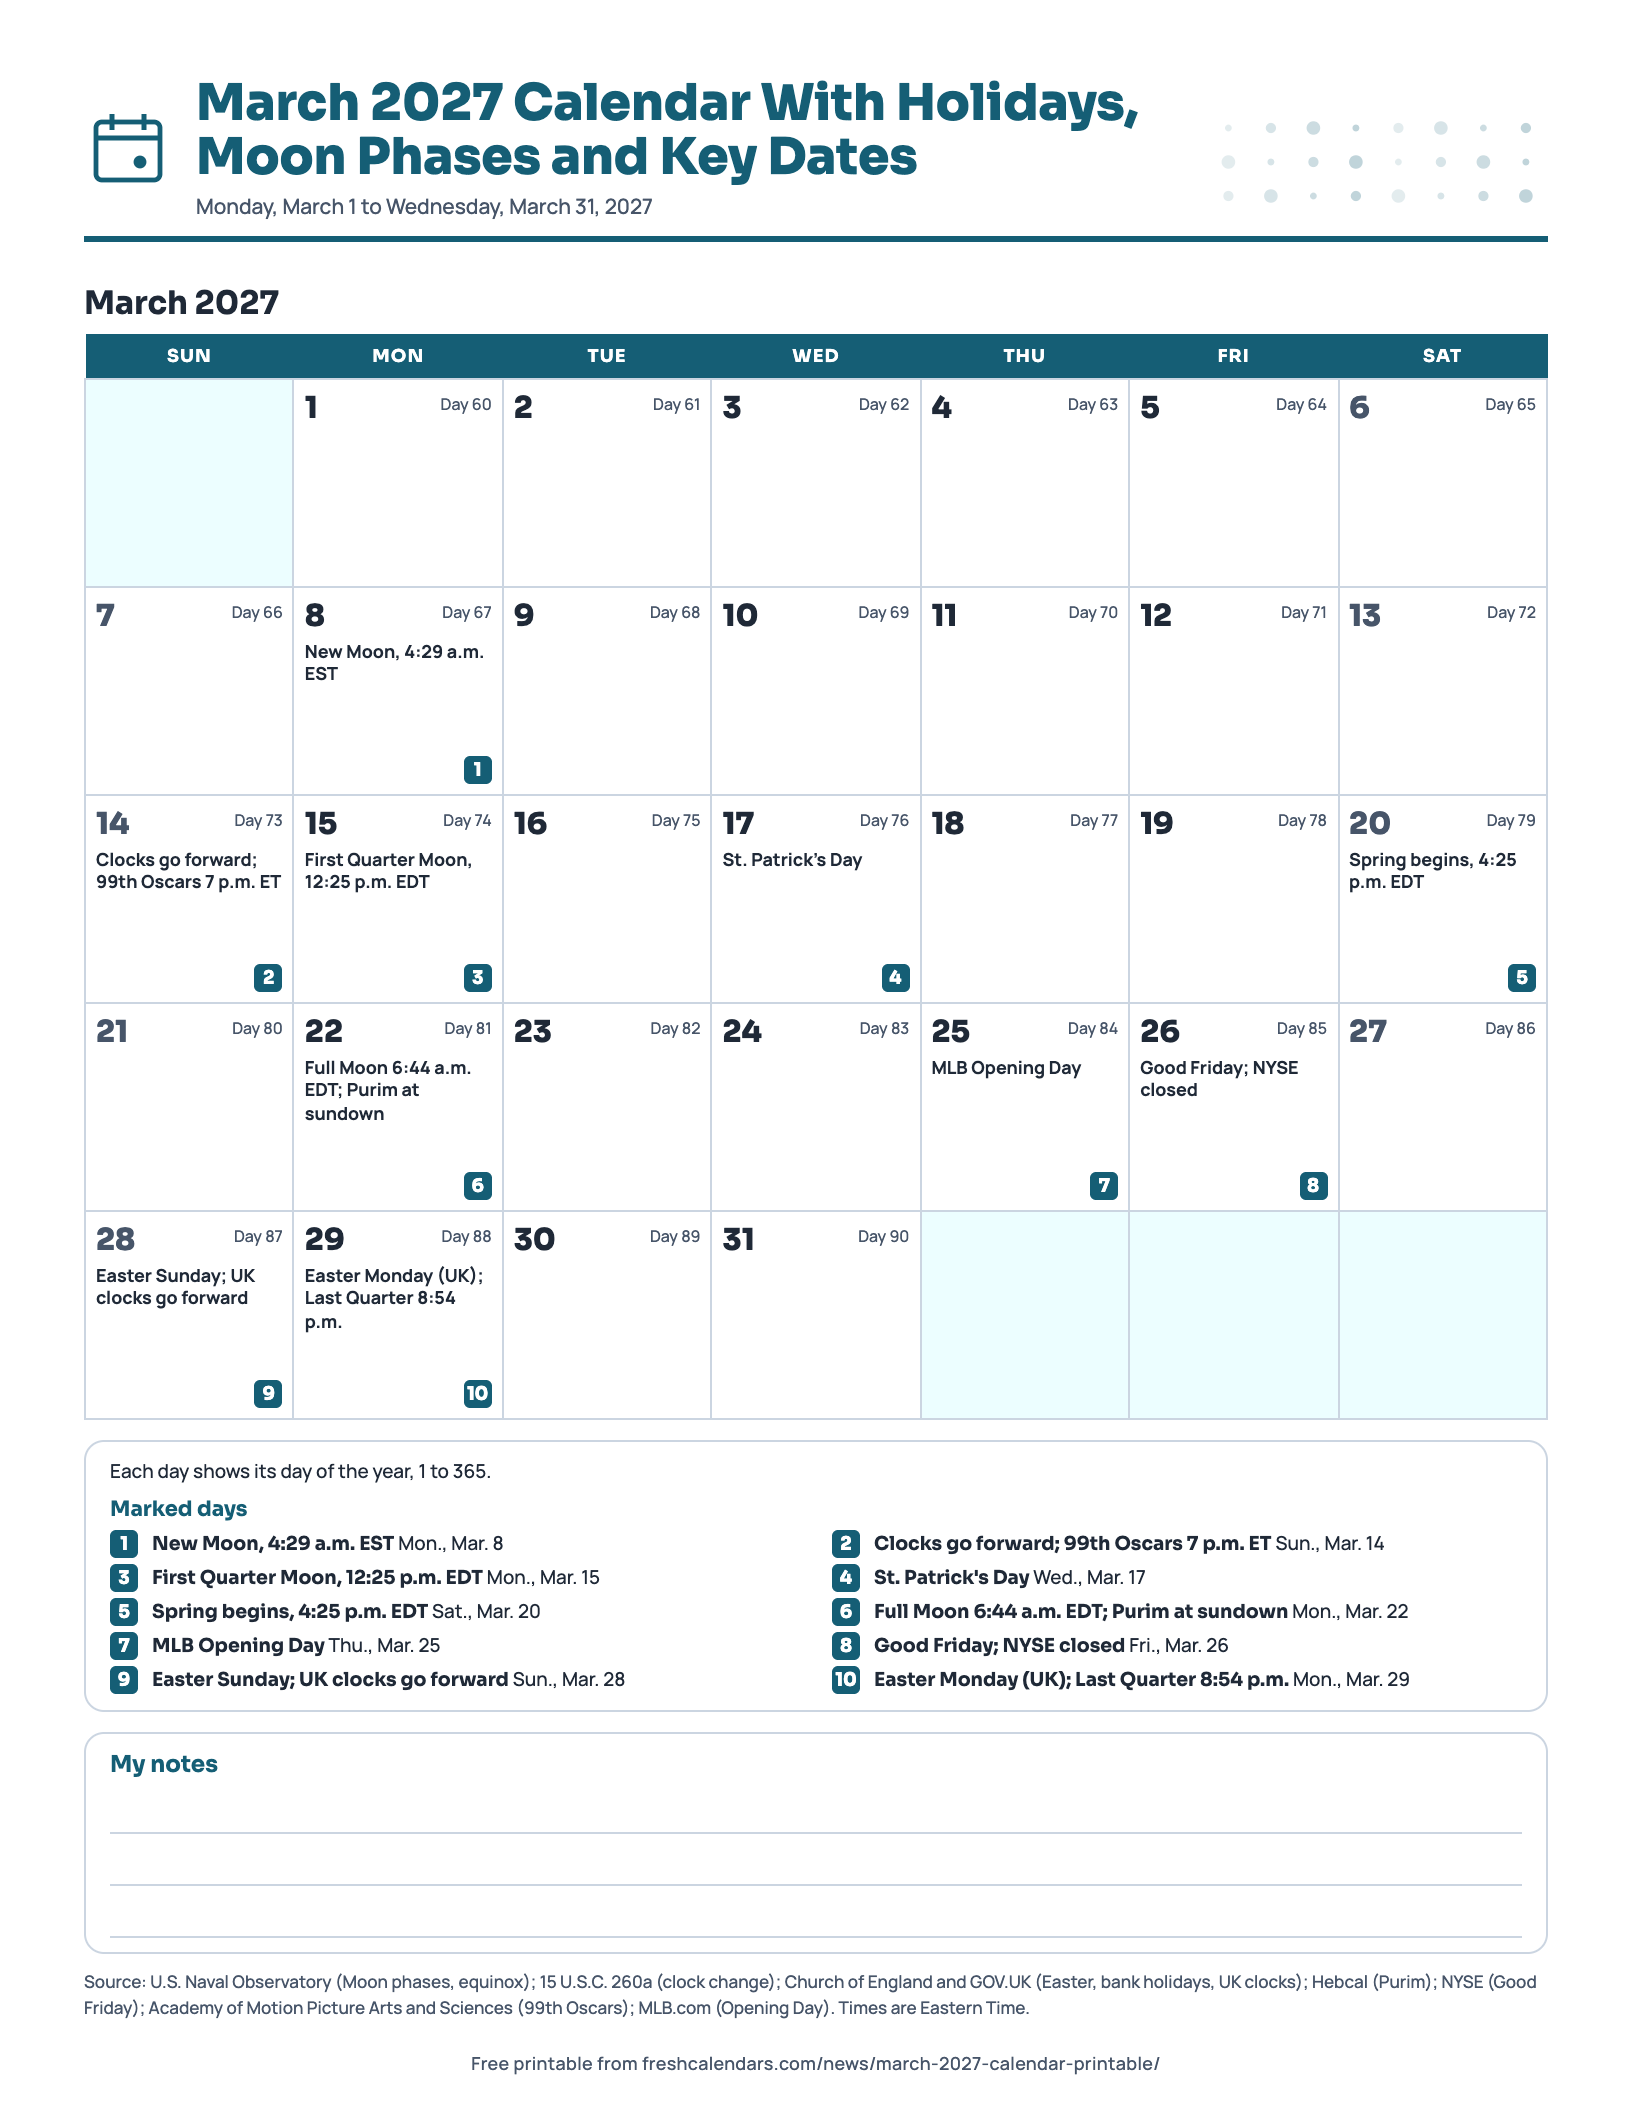 March 2027 Calendar With Holidays,
Moon Phases and Key Dates
Monday, March 1 to Wednesday, March 31, 2027
March 2027
SUN MON TUE WED THU FRI SAT
1 Day 60 2 Day 61 3 Day 62 4 Day 63 5 Day 64 6 Day 65
7 Day 66 8 Day 67 9 Day 68 10 Day 69 11 Day 70 12 Day 71 13 Day 72
New Moon, 4:29 a.m.
EST
1
14 Day 73 15 Day 74 16 Day 75 17 Day 76 18 Day 77 19 Day 78 20 Day 79
Clocks go forward; First Quarter Moon, St. Patrick's Day Spring begins, 4:25
99th Oscars 7 p.m. ET 12:25 p.m. EDT p.m. EDT
2 3 4 5
21 Day 80 22 Day 81 23 Day 82 24 Day 83 25 Day 84 26 Day 85 27 Day 86
Full Moon 6:44 a.m. MLB Opening Day Good Friday; NYSE
EDT; Purim at closed
sundown
6 7 8
28 Day 87 29 Day 88 30 Day 89 31 Day 90
Easter Sunday; UK Easter Monday (UK);
clocks go forward Last Quarter 8:54
p.m.
9 10
Each day shows its day of the year, 1 to 365.
Marked days
1 New Moon, 4:29 a.m. EST Mon., Mar. 8 2 Clocks go forward; 99th Oscars 7 p.m. ET Sun., Mar. 14
3 First Quarter Moon, 12:25 p.m. EDT Mon., Mar. 15 4 St. Patrick's Day Wed., Mar. 17
5 Spring begins, 4:25 p.m. EDT Sat., Mar. 20 6 Full Moon 6:44 a.m. EDT; Purim at sundown Mon., Mar. 22
7 MLB Opening Day Thu., Mar. 25 8 Good Friday; NYSE closed Fri., Mar. 26
9 Easter Sunday; UK clocks go forward Sun., Mar. 28 10 Easter Monday (UK); Last Quarter 8:54 p.m. Mon., Mar. 29
My notes
Source: U.S. Naval Observatory (Moon phases, equinox); 15 U.S.C. 260a (clock change); Church of England and GOV.UK (Easter, bank holidays, UK clocks); Hebcal (Purim); NYSE (Good
Friday); Academy of Motion Picture Arts and Sciences (99th Oscars); MLB.com (Opening Day). Times are Eastern Time.
Free printable from freshcalendars.com/news/march-2027-calendar-printable/